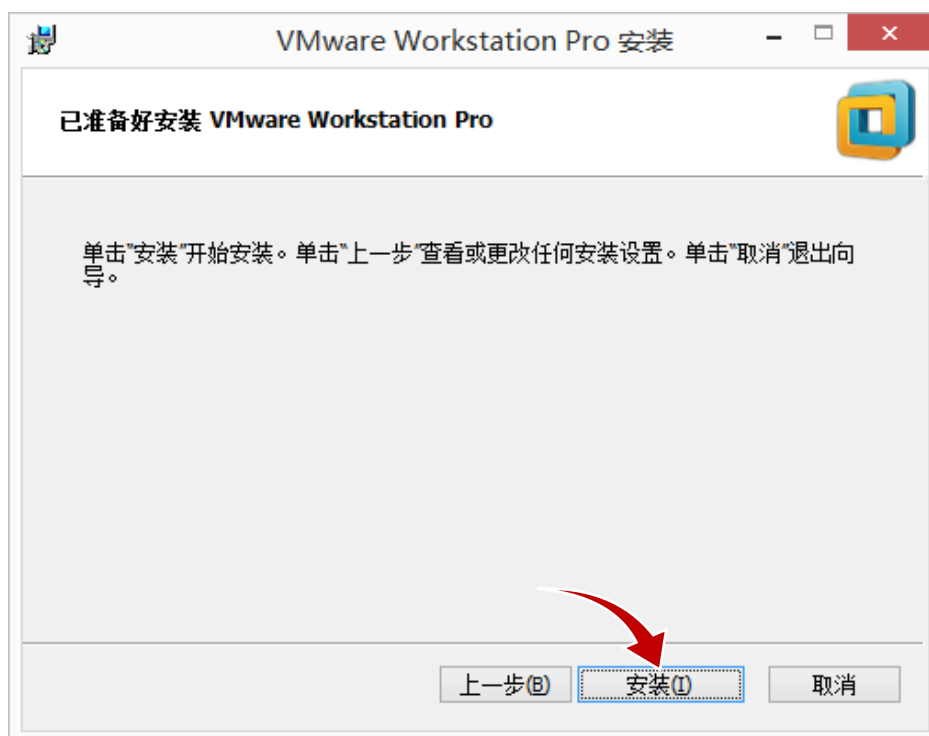 VMware Workstation Pro 安装
已准备好安装 VMware Workstation Pro
单击"安装"开始安装。单击"上一步"查看或更改任何安装设置。单击"取消"退出向
导。
上一步(B) 安装(I) 取消